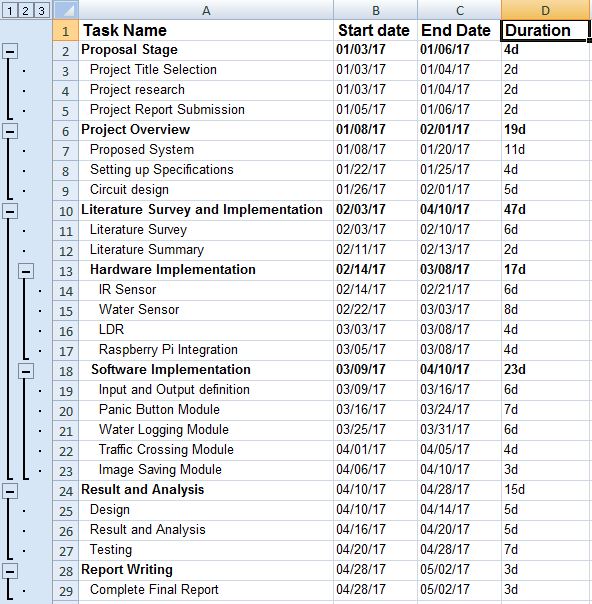 1 2 3 A B C D
1 Task Name Start date End Date Duration
2 Proposal Stage 01/03/17 01/06/17 4d
3 Project Title Selection 01/03/17 01/04/17 2d
4 Project research 01/03/17 01/04/17 2d
5 Project Report Submission 01/05/17 01/06/17 2d
6 Project Overview 01/08/17 02/01/17 19d
7 Proposed System 01/08/17 01/20/17 11d
8 Setting up Specifications 01/22/17 01/25/17 4d
9 Circuit design 01/26/17 02/01/17 5d
10 Literature Survey and Implementation 02/03/17 04/10/17 47d
11 Literature Survey 02/03/17 02/10/17 6d
12 Literature Summary 02/11/17 02/13/17 2d
13 Hardware Implementation 02/14/17 03/08/17 17d
14 IR Sensor 02/14/17 02/21/17 6d
15 Water Sensor 02/22/17 03/03/17 8d
16 LDR 03/03/17 03/08/17 4d
17 Raspberry Pi Integration 03/05/17 03/08/17 4d
18 Software Implementation 03/09/17 04/10/17 23d
19 Input and Output definition 03/09/17 03/16/17 6d
20 Panic Button Module 03/16/17 03/24/17 7d
21 Water Logging Module 03/25/17 03/31/17 6d
22 Traffic Crossing Module 04/01/17 04/05/17 4d
23 Image Saving Module 04/06/17 04/10/17 3d
24 Result and Analysis 04/10/17 04/28/17 15d
25 Design 04/10/17 04/14/17 5d
26 Result and Analysis 04/16/17 04/20/17 5d
27 Testing 04/20/17 04/28/17 7d
28 Report Writing 04/28/17 05/02/17 3d
29 Complete Final Report 04/28/17 05/02/17 3d